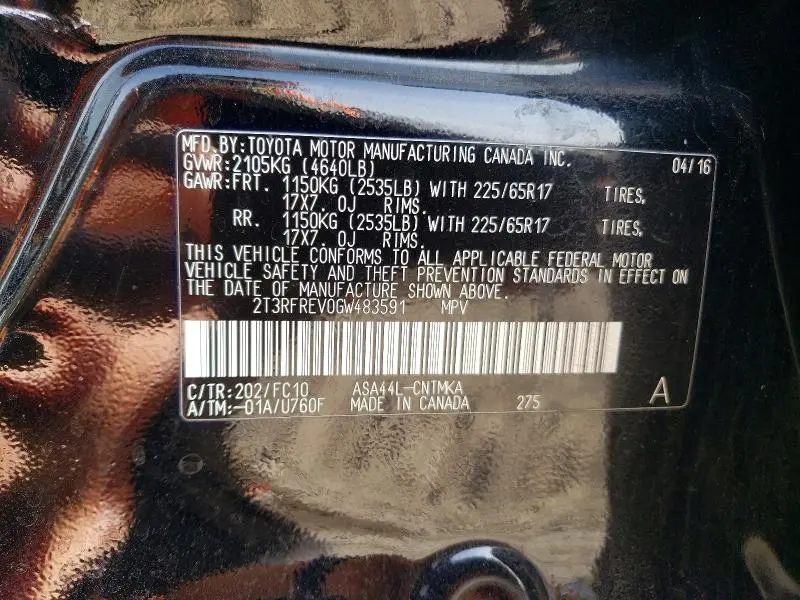 MFD.BY:TOYOTA MOTOR MANUFACTURING CANADA INC. 04/16
GVWR:2105KG (4640LB)
GAWR:FRT. 1150KG (2535LB) WITH 225/65R17 TIRES,
17X7.0J RIMS.
RR. 1150KG (2535LB) WITH 225/65R17 TIRES,
17X7.0J RIMS.
THIS VEHICLE CONFORMS TO ALL APPLICABLE FEDERAL MOTOR
VEHICLE SAFETY AND THEFT PREVENTION STANDARDS IN EFFECT ON
THE DATE OF MANUFACTURE SHOWN ABOVE.
2T3RFREV0GW483591 MPV
C/TR:202/FC10 ASA44L-CNTMKA A
A/TM:-01A/U760F MADE IN CANADA 275